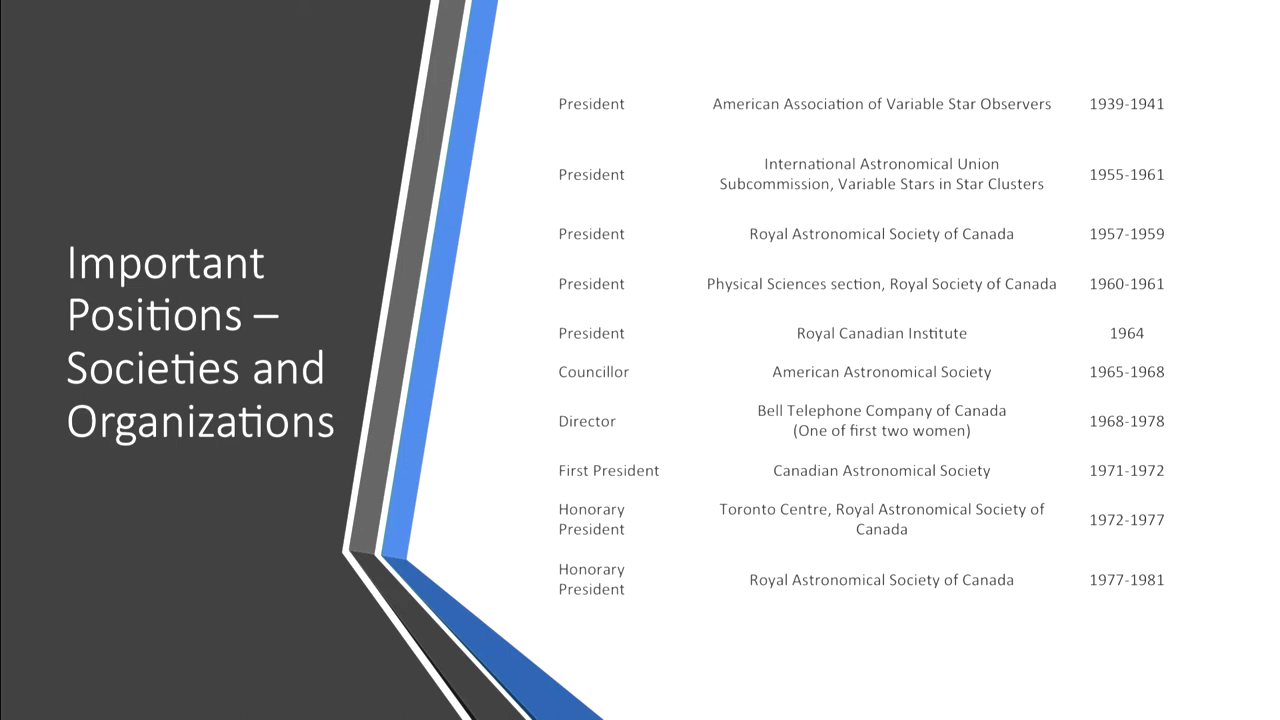 Important
Positions –
Societies and
Organizations
President American Association of Variable Star Observers 1939-1941
President International Astronomical Union
Subcommission, Variable Stars in Star Clusters 1955-1961
President Royal Astronomical Society of Canada 1957-1959
President Physical Sciences section, Royal Society of Canada 1960-1961
President Royal Canadian Institute 1964
Councillor American Astronomical Society 1965-1968
Director Bell Telephone Company of Canada
(One of first two women) 1968-1978
First President Canadian Astronomical Society 1971-1972
Honorary
President Toronto Centre, Royal Astronomical Society of
Canada 1972-1977
Honorary
President Royal Astronomical Society of Canada 1977-1981